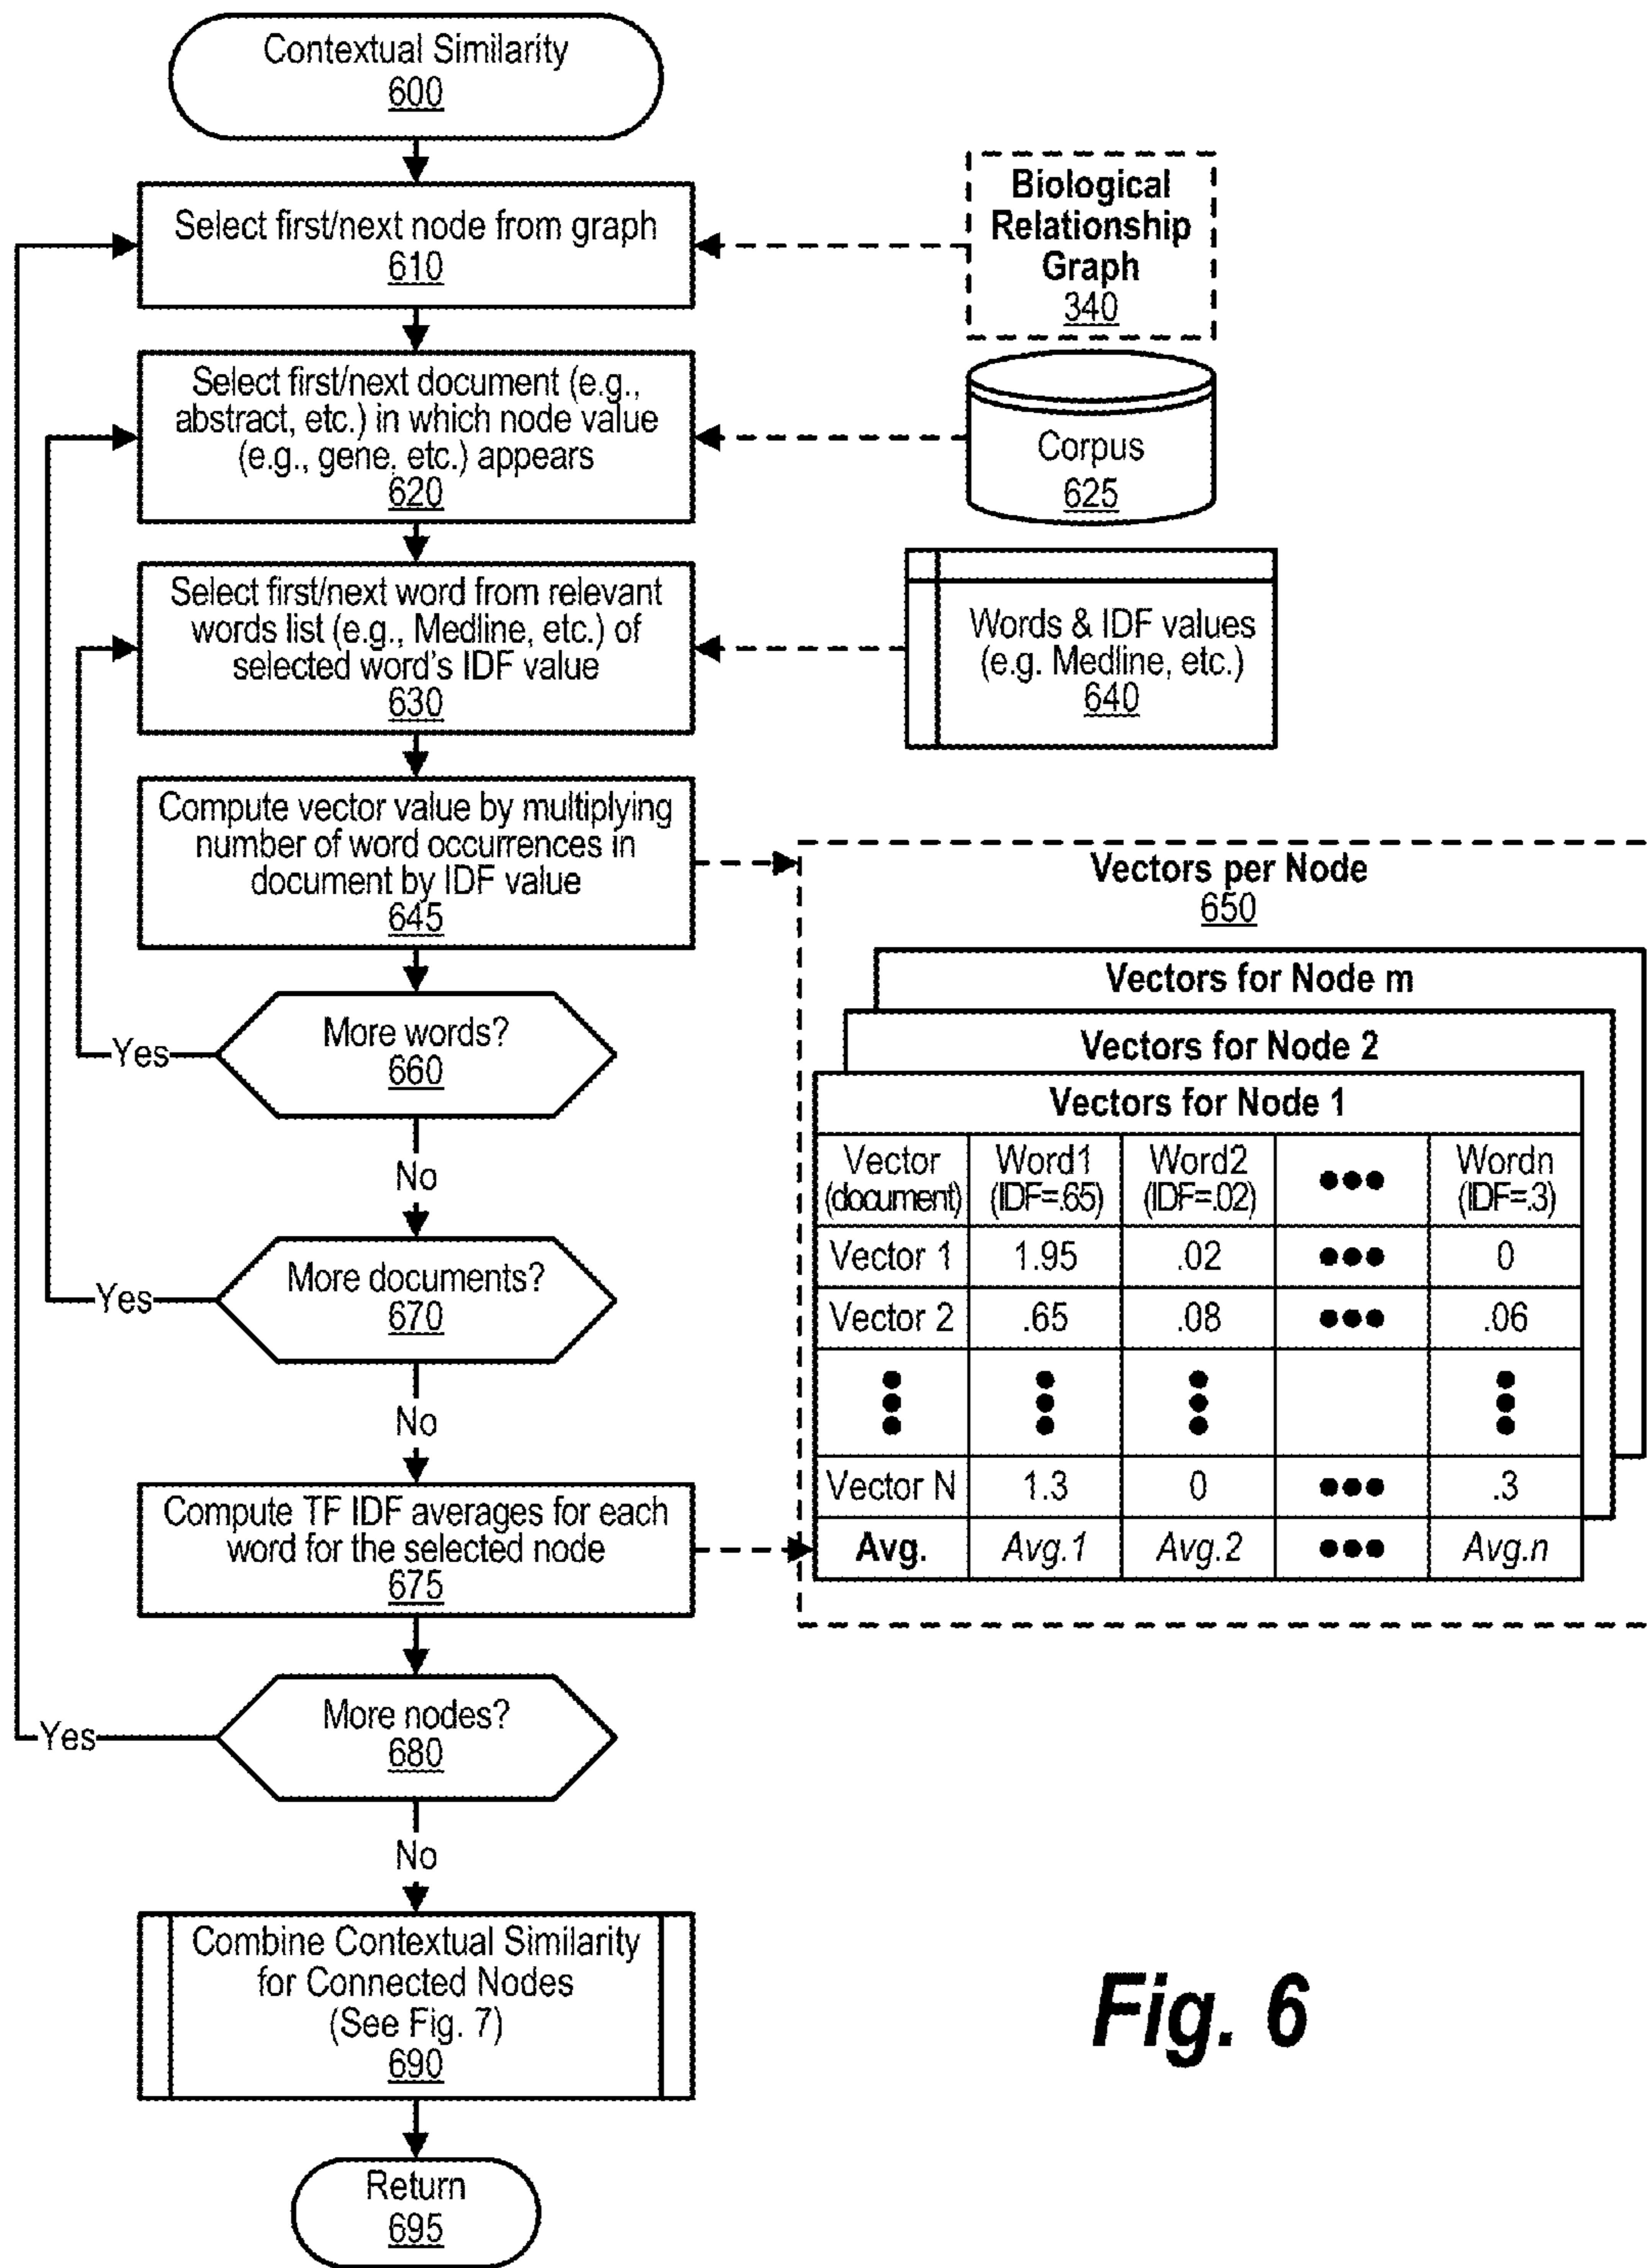 Contextual Similarity
600
Select first/next node from graph
610
Biological
Relationship
Graph
340
Select first/next document (e.g.,
abstract, etc.) in which node value
(e.g., gene, etc.) appears
620
Corpus
625
Select first/next word from relevant
words list (e.g., Medline, etc.) of
selected word's IDF value
630
Words & IDF values
(e.g. Medline, etc.)
640
Compute vector value by multiplying
number of word occurrences in
document by IDF value
645
Vectors per Node
650
Vectors for Node m
Vectors for Node 2
Vectors for Node 1
Vector Word1 Word2 ●●● Wordn
(document) (IDF=.65) (IDF=.02) (IDF=.3)
Vector 1 1.95 .02 ●●● 0
Vector 2 .65 .08 ●●● .06
Vector N 1.3 0 ●●● .3
Avg. Avg.1 Avg.2 ●●● Avg.n
More words?
660
Yes
No
More documents?
670
Yes
No
Compute TF IDF averages for each
word for the selected node
675
More nodes?
680
Yes
No
Combine Contextual Similarity
for Connected Nodes
(See Fig. 7)
690
Return
695
Fig. 6